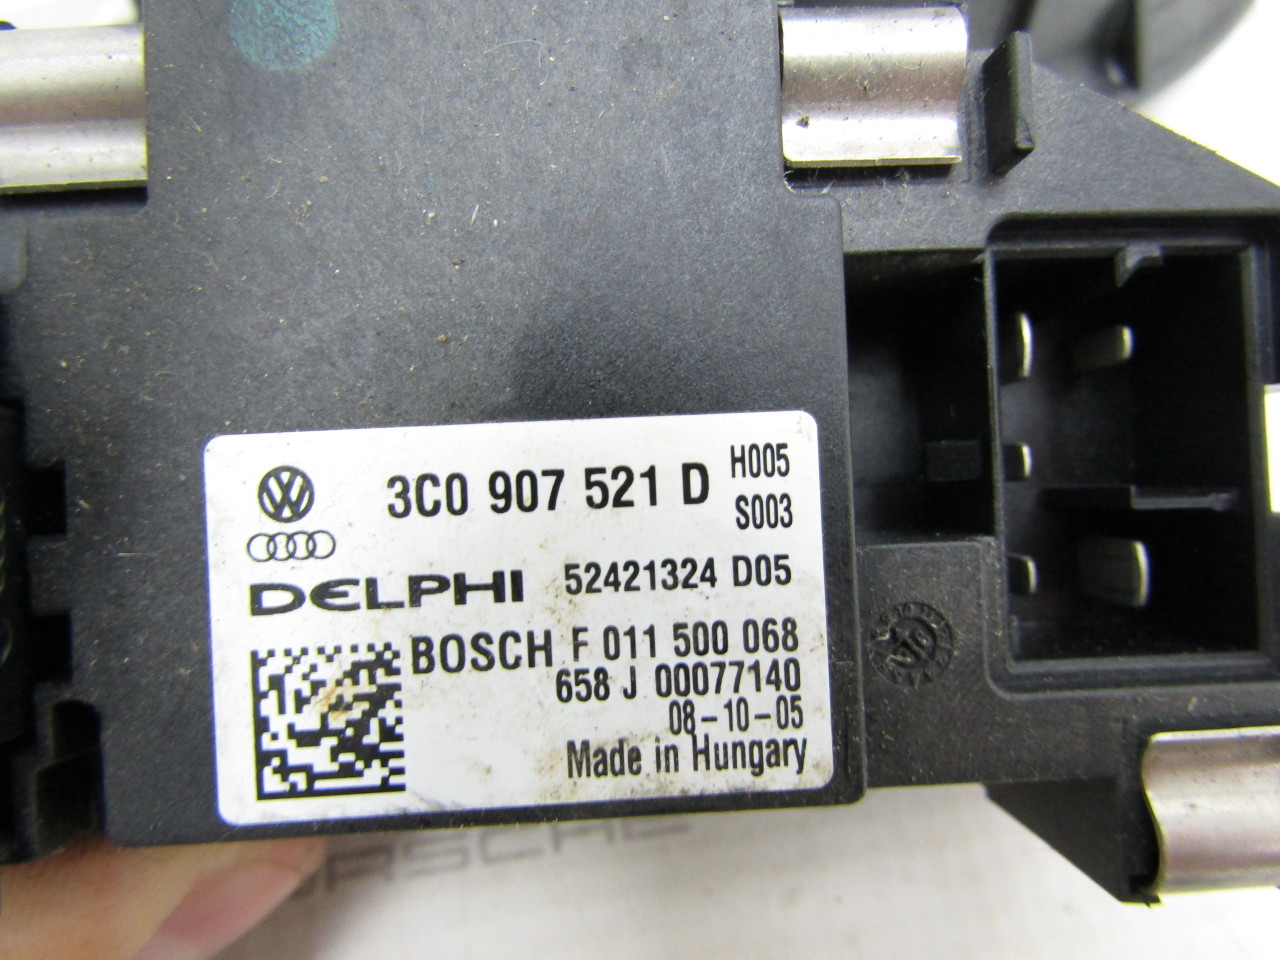 3C0 907 521 D H005
S003
DELPHI 52421324 D05
BOSCH F 011 500 068
658 J 00077140
08-10-05
Made in Hungary